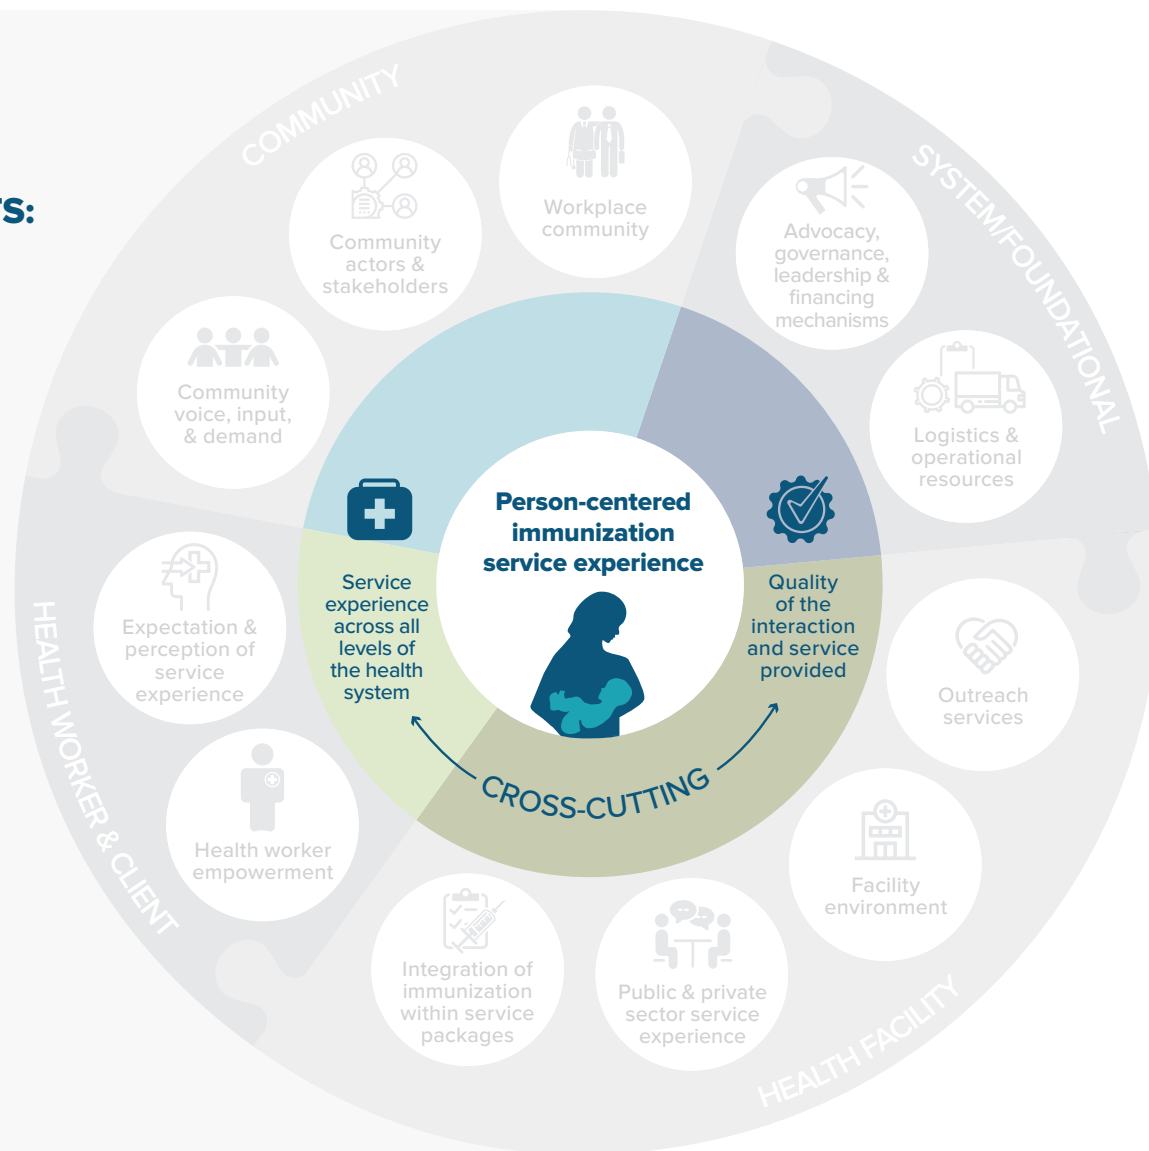 TS:
COMMUNITY
SYSTEM/FOUNDATIONAL
Workplace
community
Community
actors &
stakeholders
Advocacy,
governance,
leadership &
financing
mechanisms
Community
voice, input,
& demand
Logistics &
operational
resources
Person-centered
immunization
service experience
Service
experience
across all
levels of
the health
system
Quality
of the
interaction
and service
provided
CROSS-CUTTING
HEALTH WORKER & CLIENT
Expectation &
perception of
service
experience
Outreach
services
Health worker
empowerment
Facility
environment
Integration of
immunization
within service
packages
Public & private
sector service
experience
HEALTH FACILITY